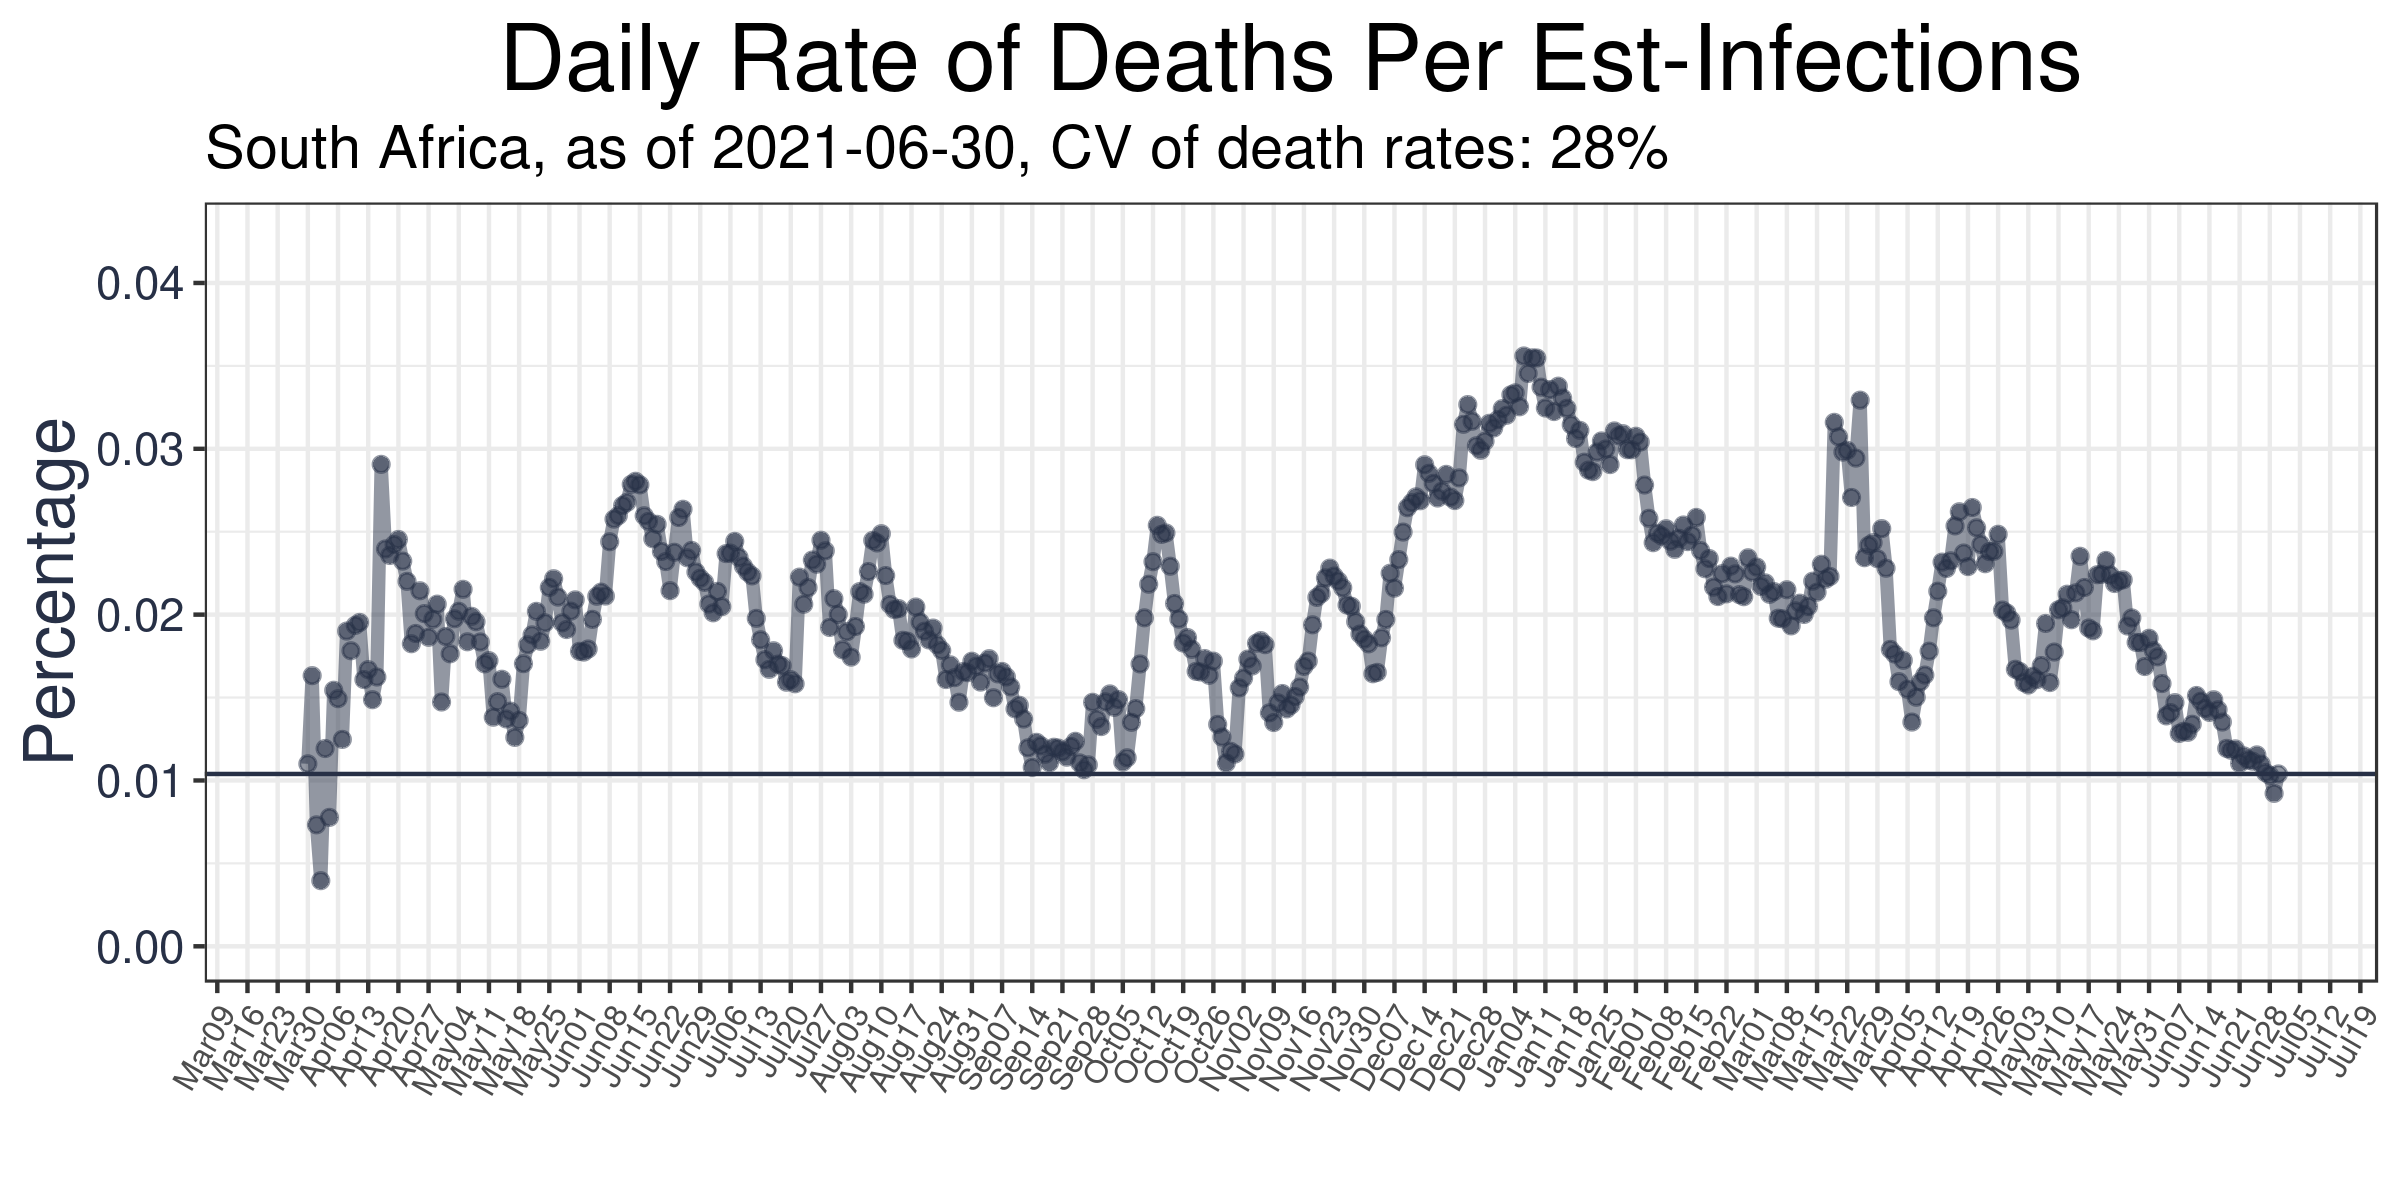 Daily Rate of Deaths Per Est-Infections
South Africa, as of 2021-06-30, CV of death rates: 28%
Percentage
0.04
0.03
0.02
0.01
0.00
Mar09
Mar16
Mar23
Mar30
Apr06
Apr13
Apr20
Apr27
May04
May11
May18
May25
Jun01
Jun08
Jun15
Jun22
Jun29
Jul06
Jul13
Jul20
Jul27
Aug03
Aug10
Aug17
Aug24
Aug31
Sep07
Sep14
Sep21
Sep28
Oct05
Oct12
Oct19
Oct26
Nov02
Nov09
Nov16
Nov23
Nov30
Dec07
Dec14
Dec21
Dec28
Jan04
Jan11
Jan18
Jan25
Feb01
Feb08
Feb15
Feb22
Mar01
Mar08
Mar15
Mar22
Mar29
Apr05
Apr12
Apr19
Apr26
May03
May10
May17
May24
May31
Jun07
Jun14
Jun21
Jun28
Jul05
Jul12
Jul19